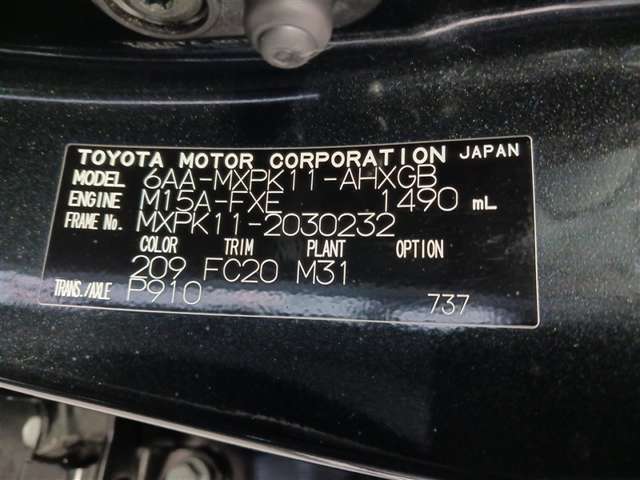 TOYOTA MOTOR CORPORATION JAPAN
MODEL 6AA-MXPK11-AHXGB
ENGINE M15A-FXE 1490 mL
FRAME No. MXPK11-2030232
COLOR TRIM PLANT OPTION
209 FC20 M31
TRANS./AXLE P910 737